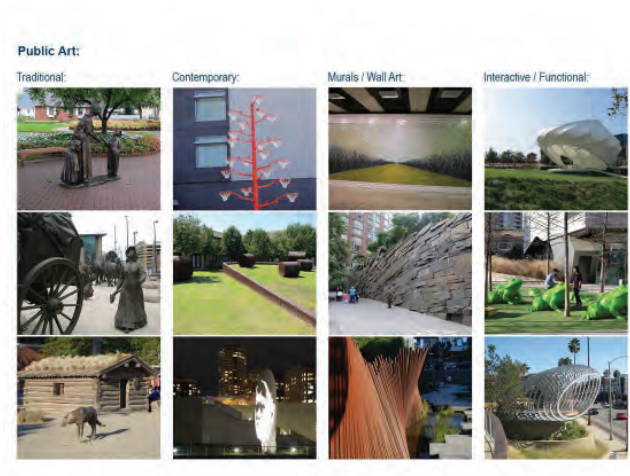 Public Art:
Traditional:
Contemporary:
Murals / Wall Art:
Interactive / Functional: